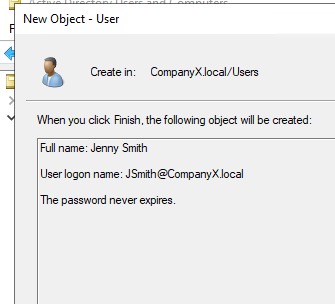 Active Directory Users and Computers
New Object - User
Create in: CompanyX.local/Users
When you click Finish, the following object will be created:
Full name: Jenny Smith
User logon name: JSmith@CompanyX.local
The password never expires.